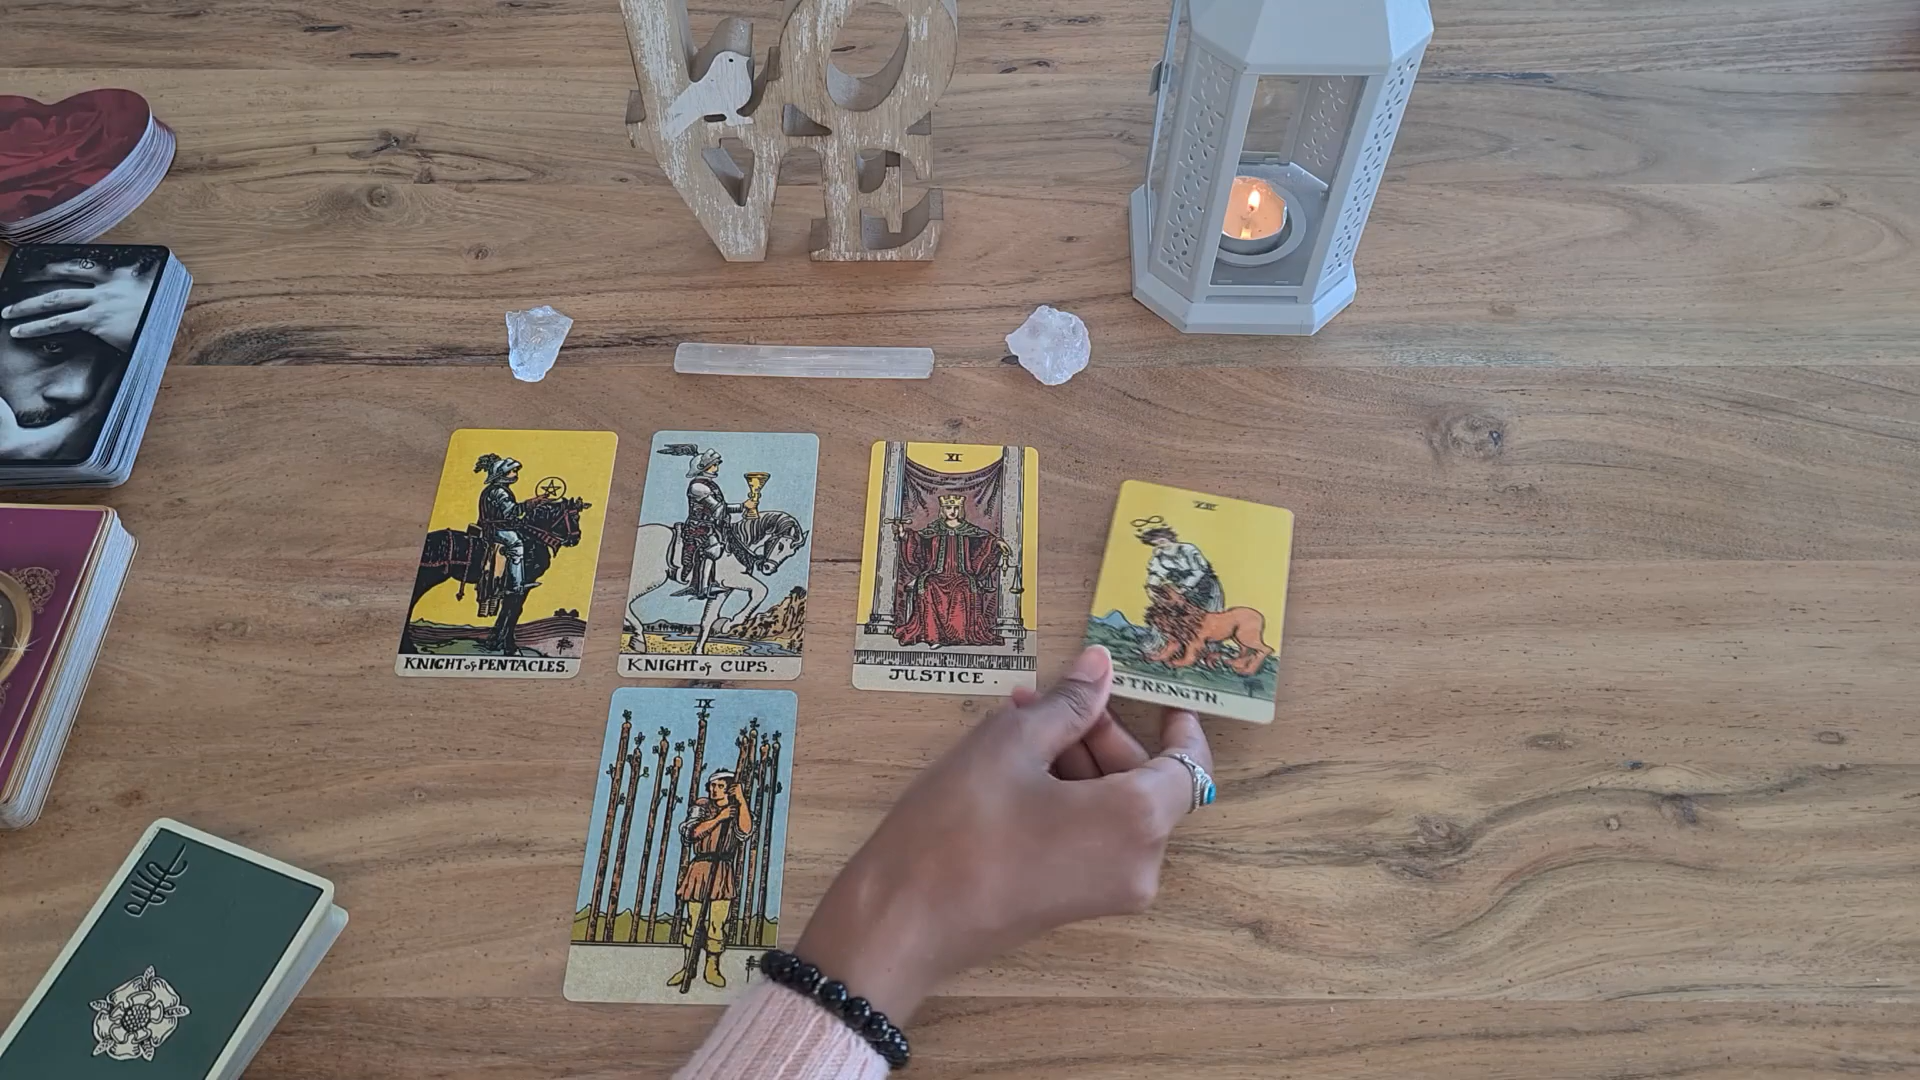 LOVE
KNIGHT of PENTACLES.
KNIGHT of CUPS.
XI
JUSTICE.
STRENGTH.
IX